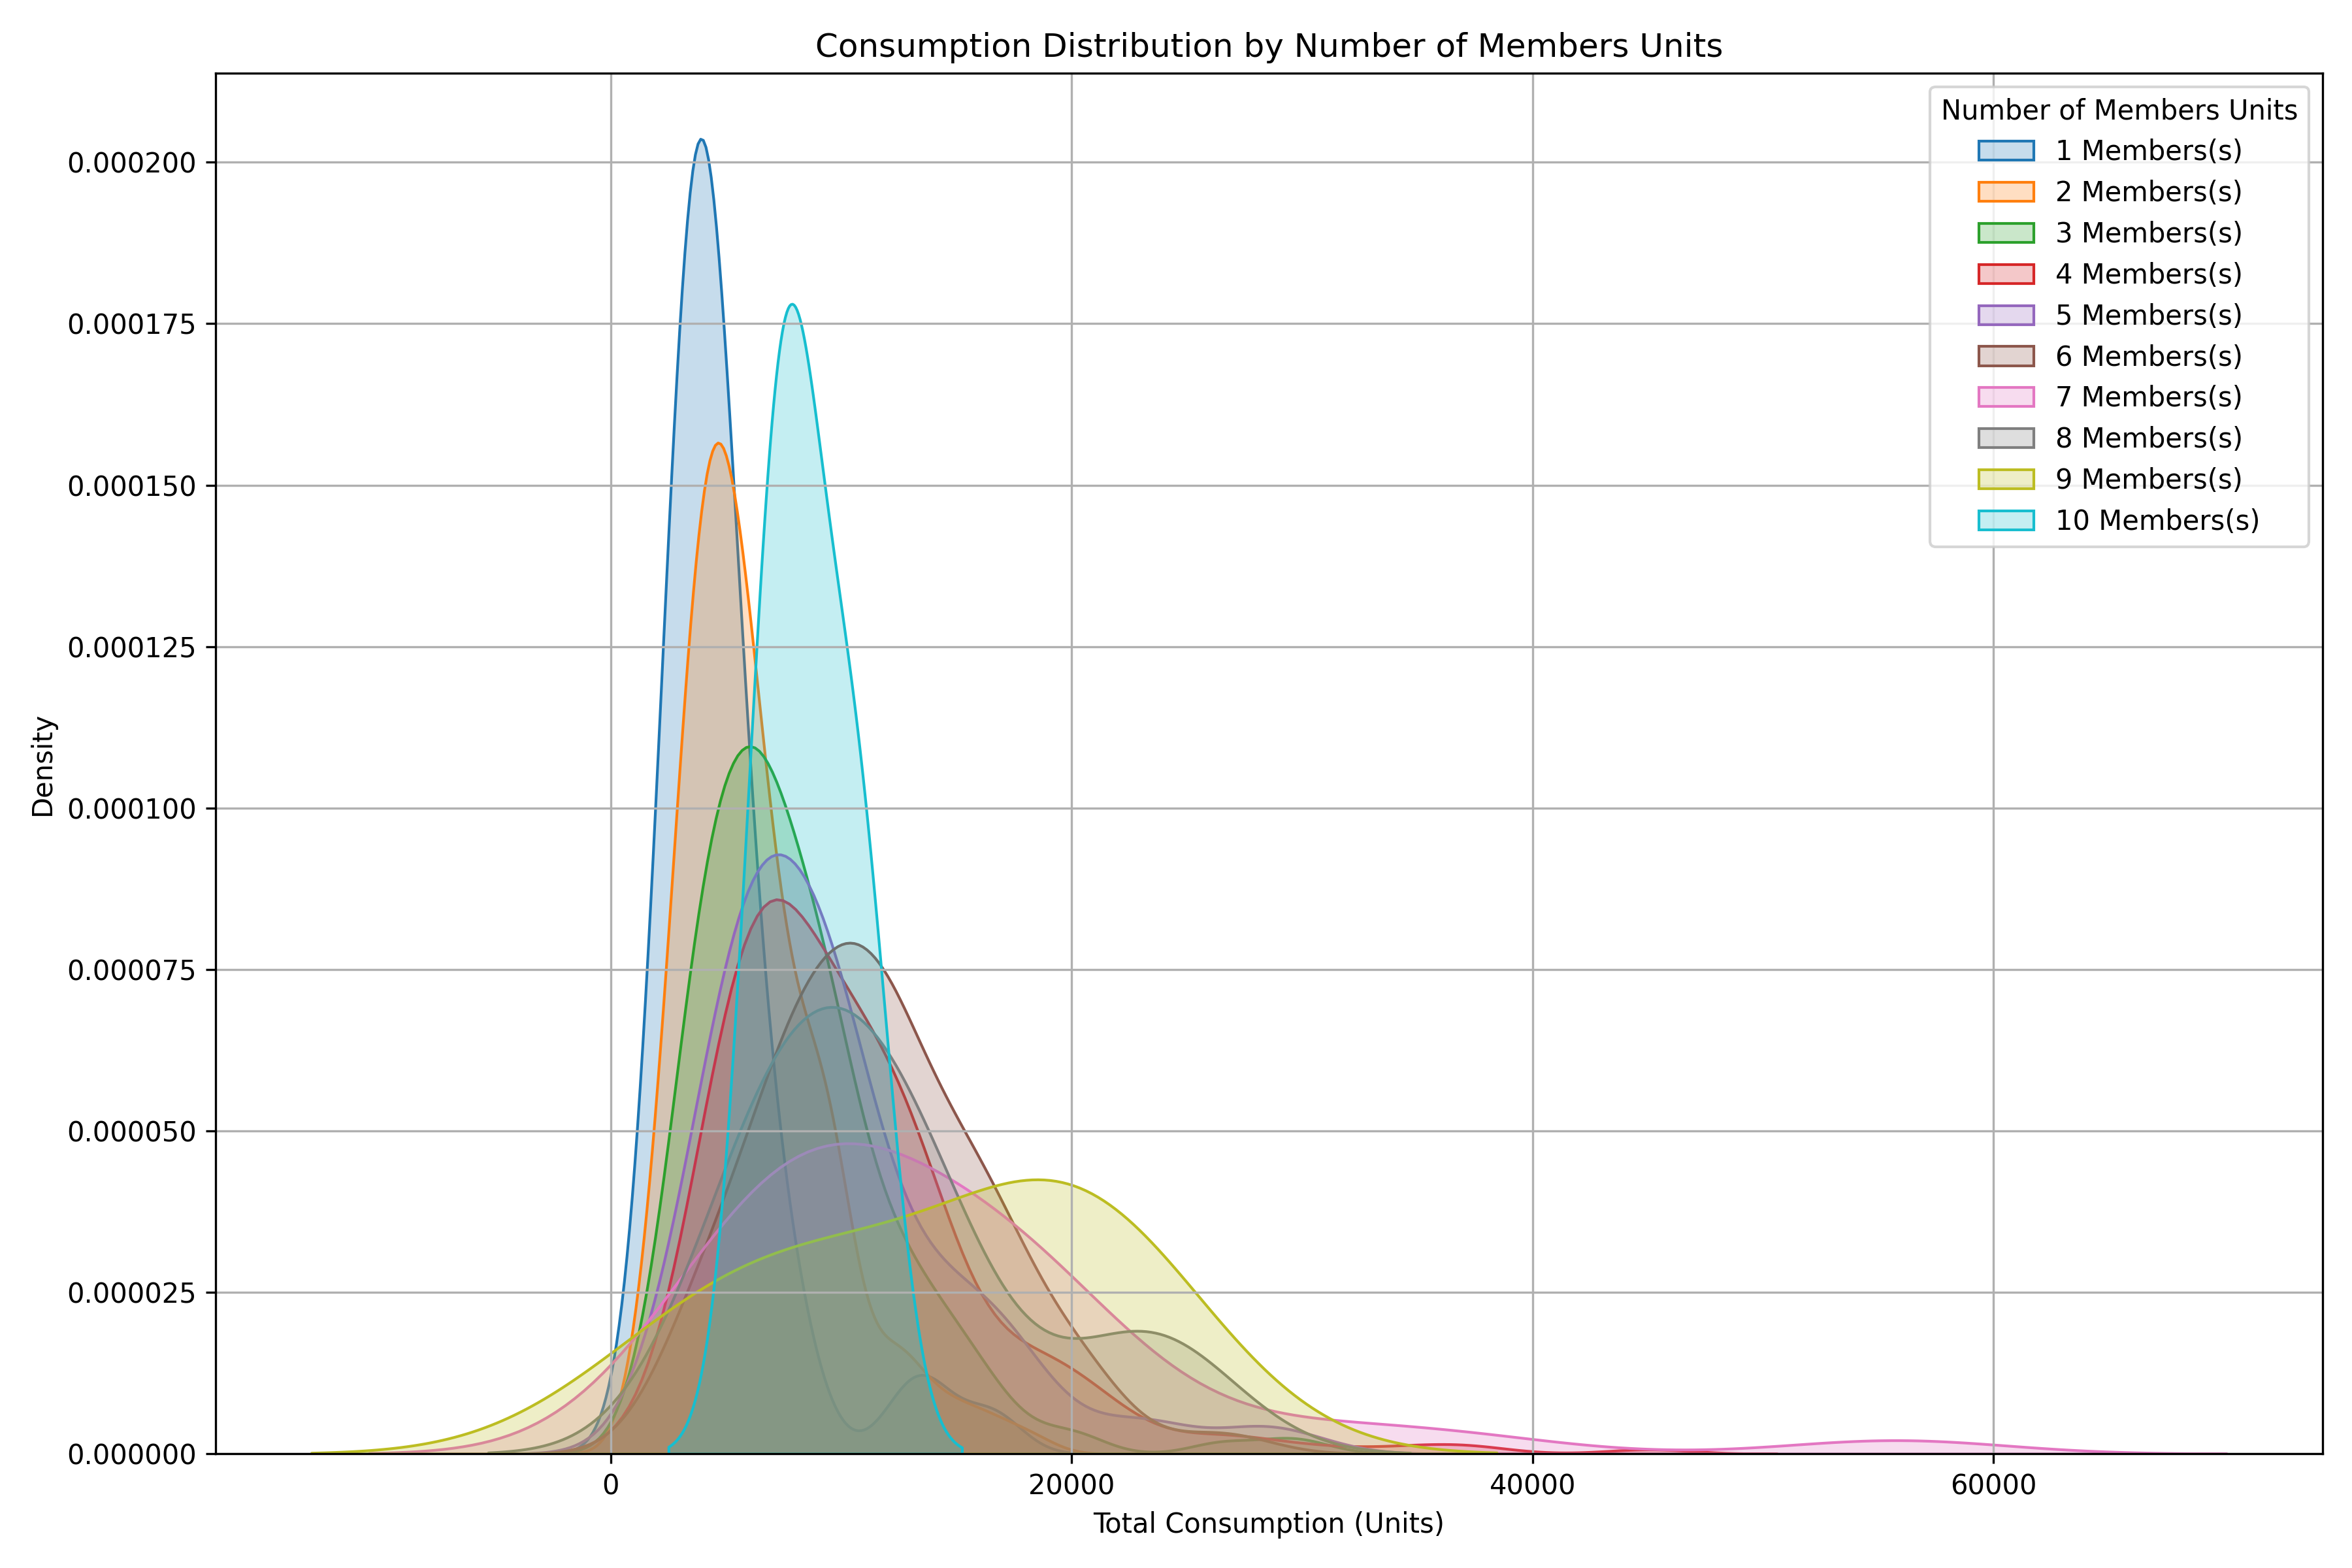 Consumption Distribution by Number of Members Units
Number of Members Units
1 Members(s)
2 Members(s)
3 Members(s)
4 Members(s)
5 Members(s)
6 Members(s)
7 Members(s)
8 Members(s)
9 Members(s)
10 Members(s)
Density
0.000200
0.000175
0.000150
0.000125
0.000100
0.000075
0.000050
0.000025
0.000000
0 20000 40000 60000
Total Consumption (Units)